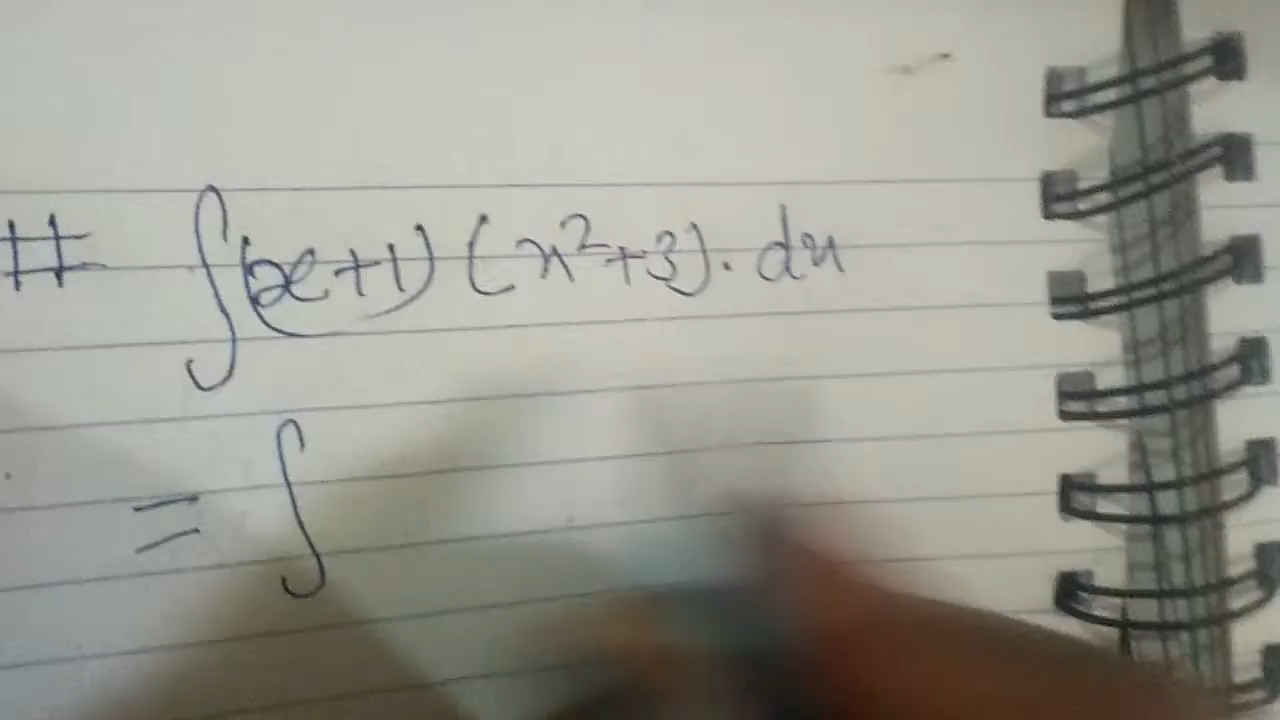 # ∫(x+1) (x²+3). dx
= ∫